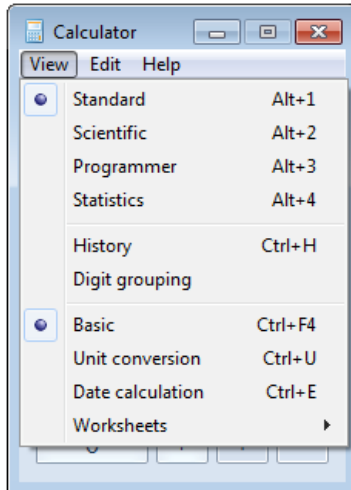 Calculator
View Edit Help
Standard Alt+1
Scientific Alt+2
Programmer Alt+3
Statistics Alt+4
History Ctrl+H
Digit grouping
Basic Ctrl+F4
Unit conversion Ctrl+U
Date calculation Ctrl+E
Worksheets